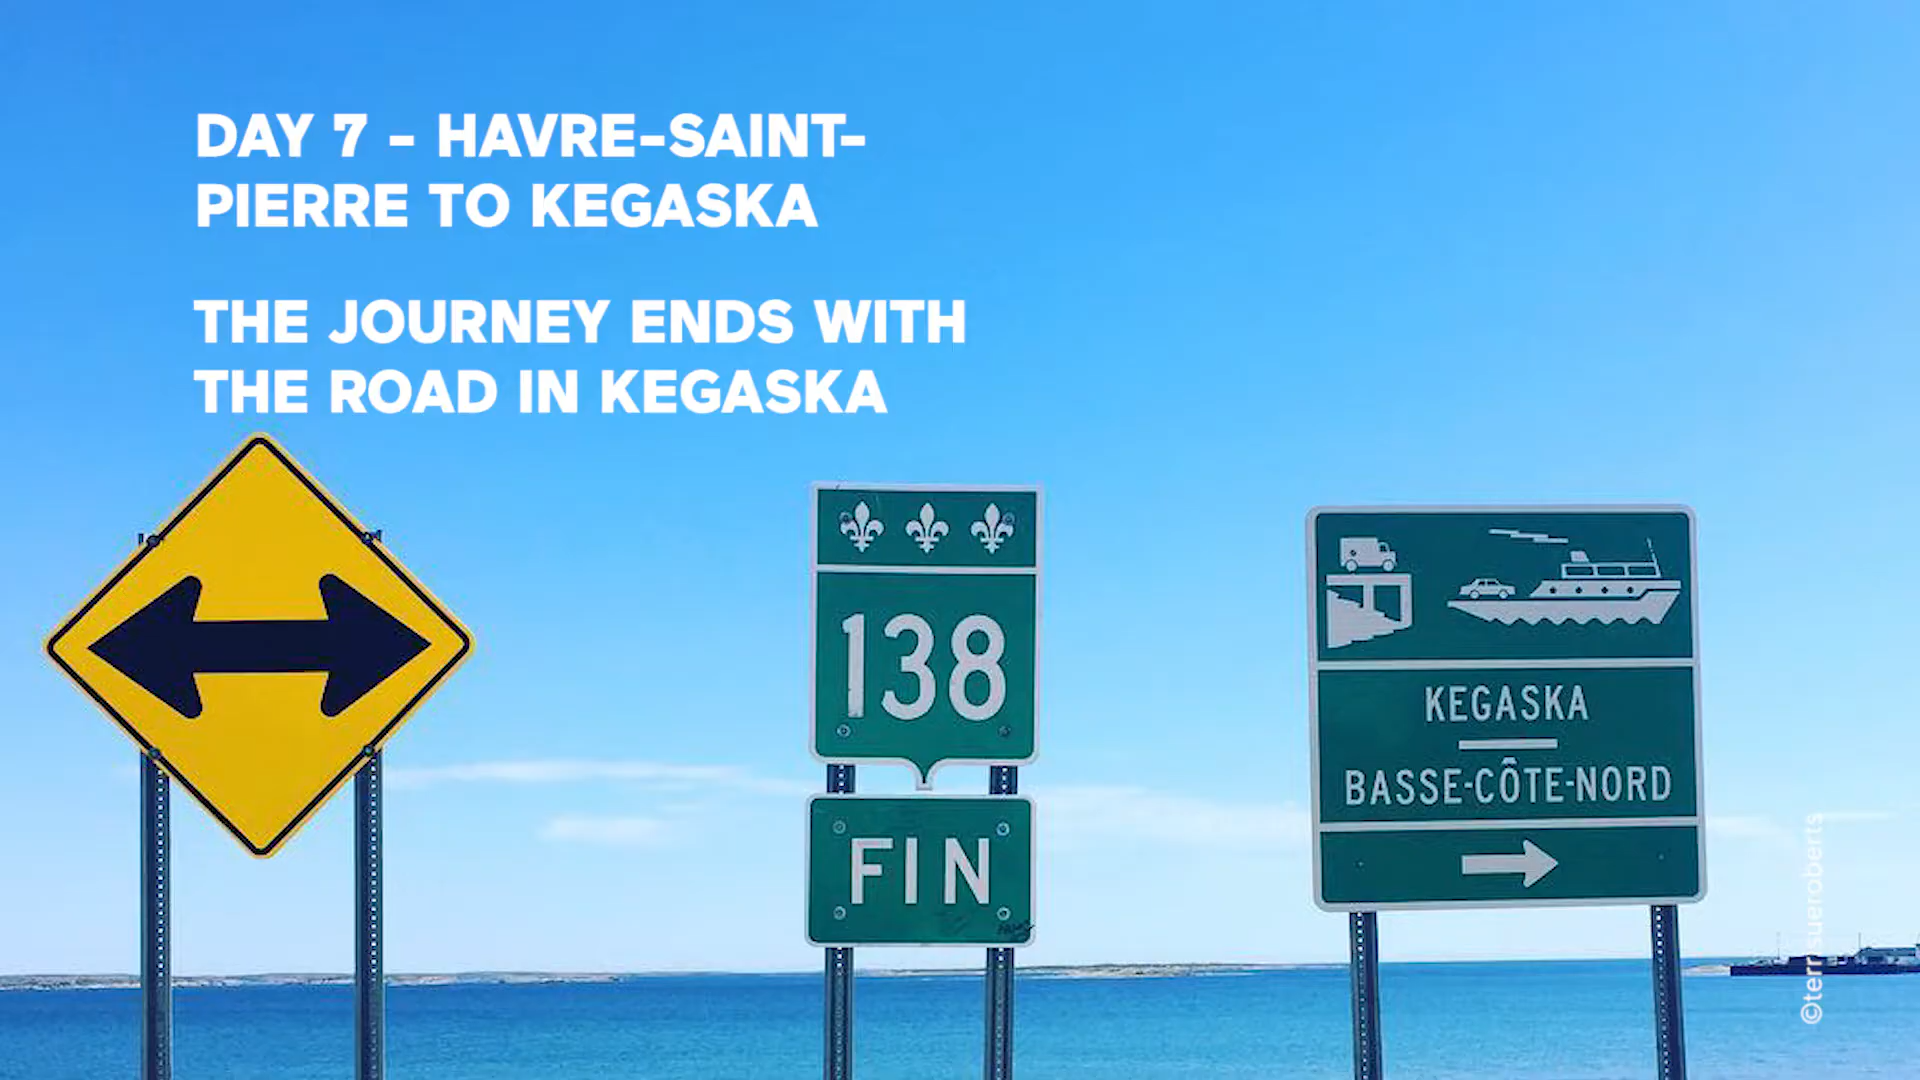 DAY 7 - HAVRE-SAINT-
PIERRE TO KEGASKA
THE JOURNEY ENDS WITH
THE ROAD IN KEGASKA
138
FIN
KEGASKA
BASSE-CÔTE-NORD
©terrisueroberts